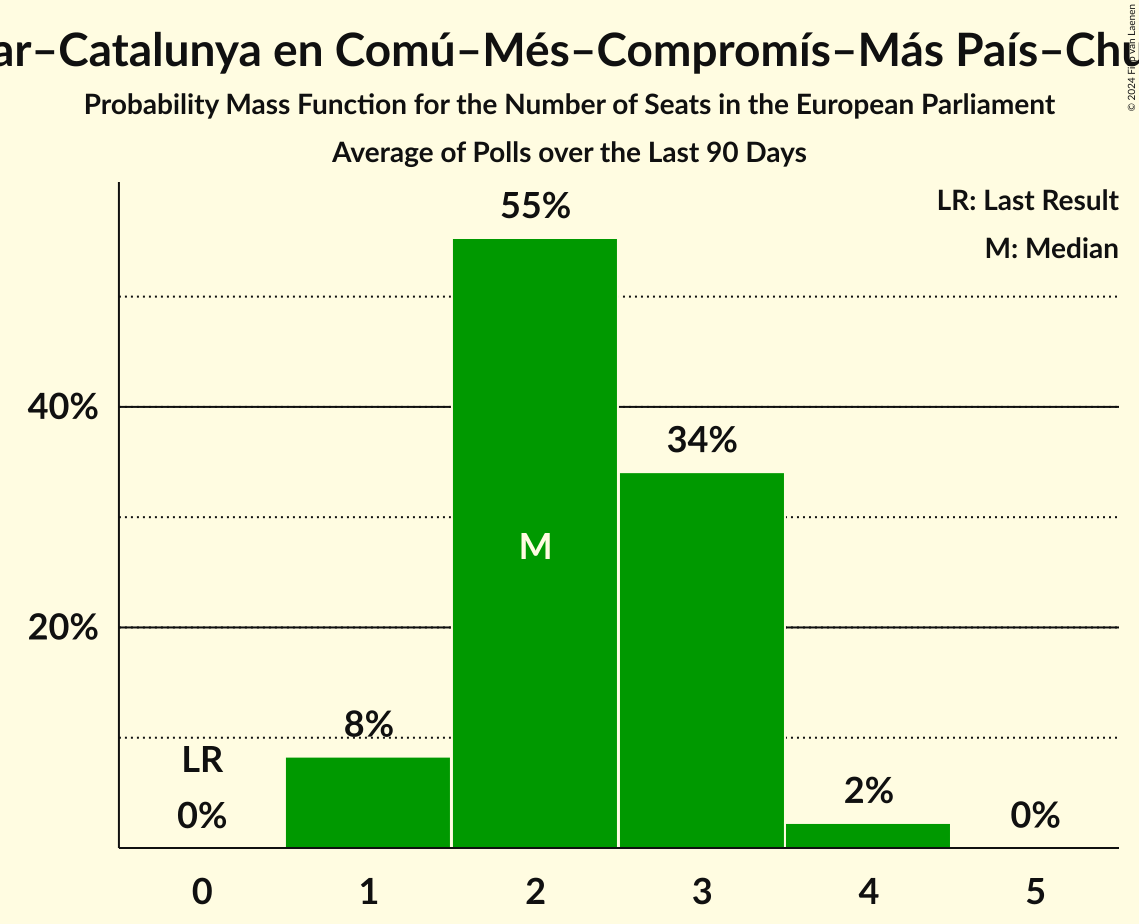 ar–Catalunya en Comú–Més–Compromís–Más País–Chu
© 2024 Filip van Laenen
Probability Mass Function for the Number of Seats in the European Parliament
Average of Polls over the Last 90 Days
LR: Last Result
M: Median
55%
40%
34%
M
20%
8%
LR
0%
2%
0%
0 1 2 3 4 5